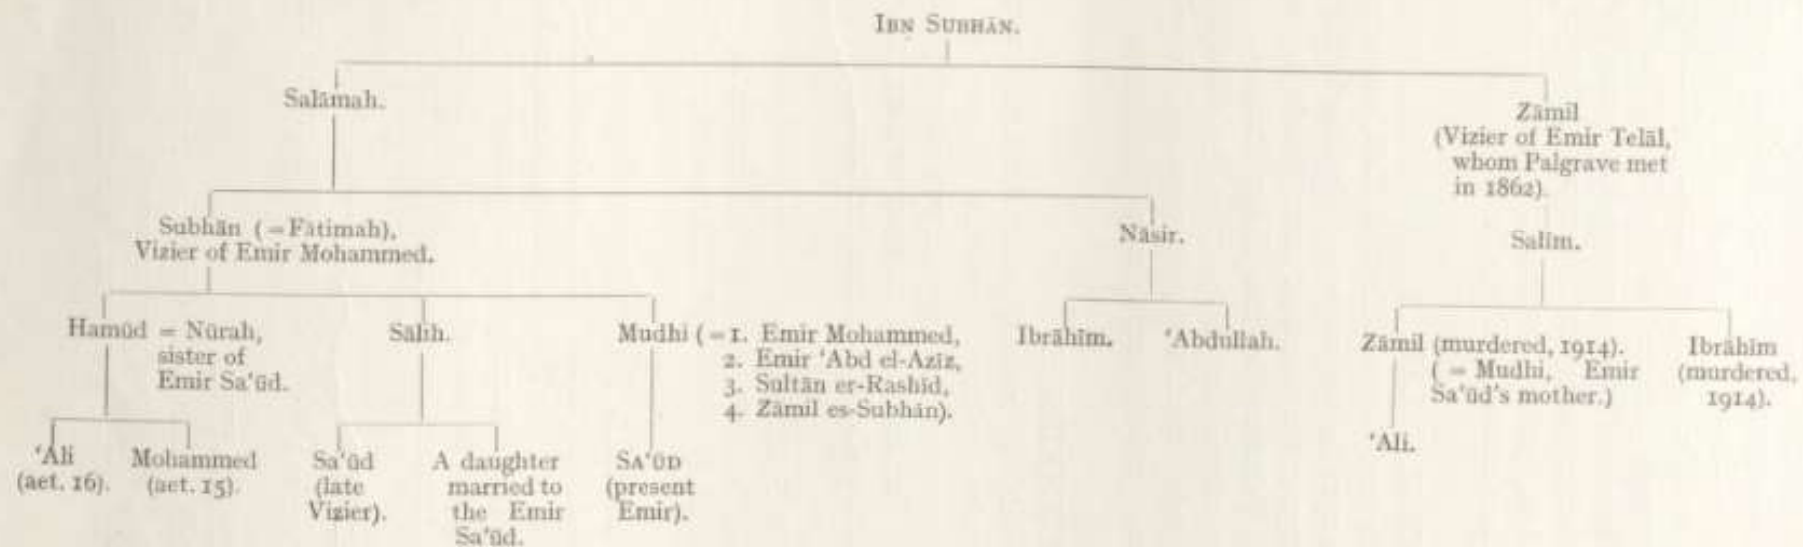 IBN SUBHĀN.
Salāmah.
Zāmil
(Vizier of Emir Telāl,
whom Palgrave met
in 1862).
Subhān (=Fātimah),
Vizier of Emir Mohammed.
Nāsir.
Salīm.
Hamūd = Nūrah,
sister of
Emir Sa‘ūd.
Sālih.
Mudhi (=1. Emir Mohammed,
2. Emir ‘Abd el-Azīz,
3. Sultān er-Rashīd,
4. Zāmil es-Subhān).
Ibrāhīm.
‘Abdullah.
Zāmil (murdered, 1914).
( = Mudhi, Emir
Sa‘ūd's mother.)
Ibrāhīm
(murdered,
1914).
‘Ali
(aet. 16).
Mohammed
(aet. 15).
Sa‘ūd
(late
Vizier).
A daughter
married to
the Emir
Sa‘ūd.
SA‘ŪD
(present
Emir).
‘Ali.